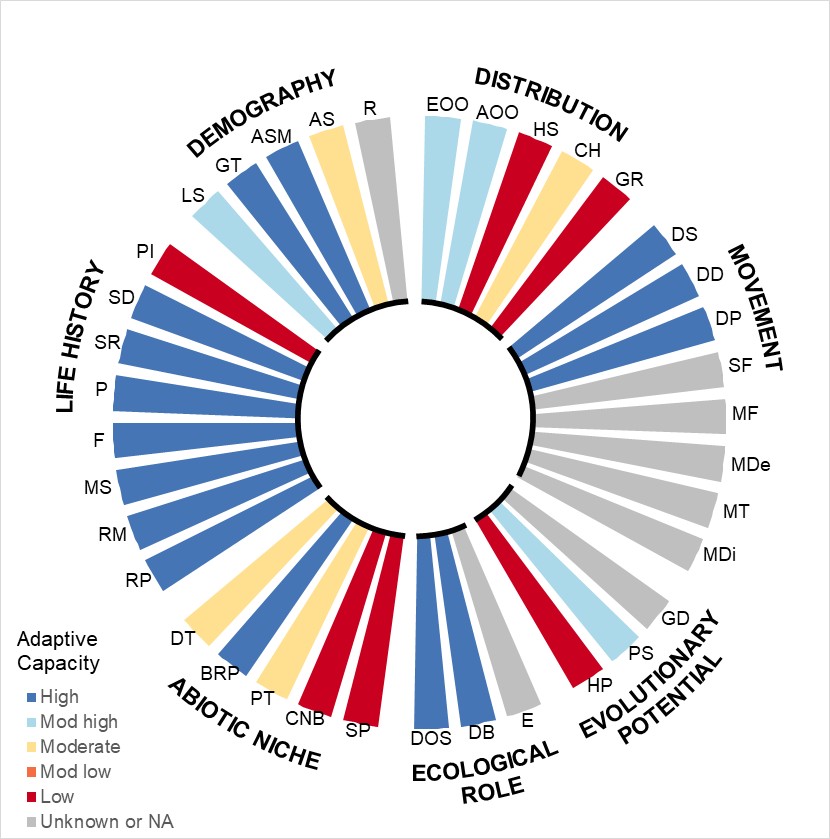 DISTRIBUTION
EOO
AOO
HS
CH
GR
MOVEMENT
DS
DD
DP
SF
MF
MDe
MT
MDi
EVOLUTIONARY
POTENTIAL
GD
PS
HP
ECOLOGICAL
ROLE
E
DB
DOS
ABIOTIC NICHE
SP
CNB
PT
BRP
DT
LIFE HISTORY
RP
RM
MS
F
P
SR
SD
PI
DEMOGRAPHY
LS
GT
ASM
AS
R
Adaptive
Capacity
High
Mod high
Moderate
Mod low
Low
Unknown or NA